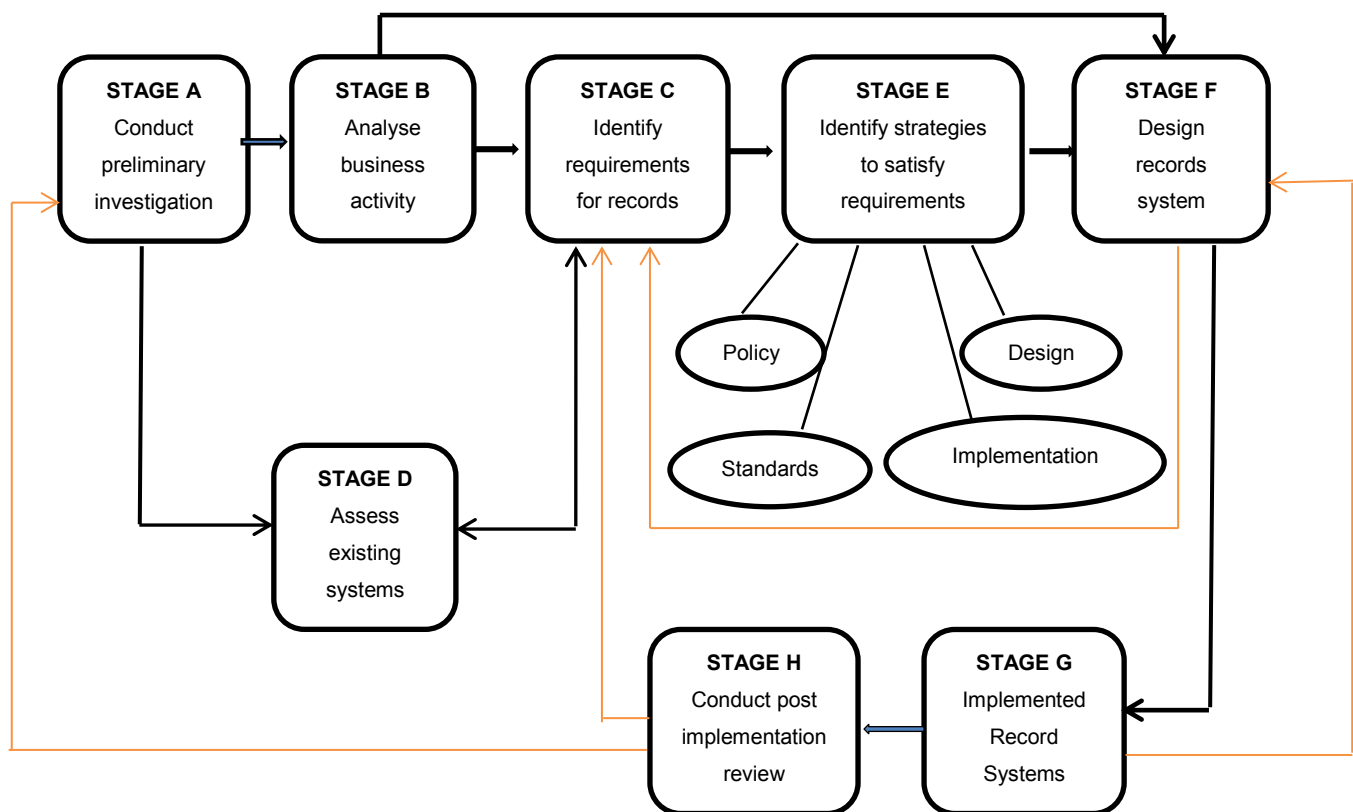 STAGE A
Conduct
preliminary
investigation
STAGE B
Analyse
business
activity
STAGE C
Identify
requirements
for records
STAGE E
Identify strategies
to satisfy
requirements
STAGE F
Design
records
system
Policy
Design
Standards
Implementation
STAGE D
Assess
existing
systems
STAGE H
Conduct post
implementation
review
STAGE G
Implemented
Record
Systems